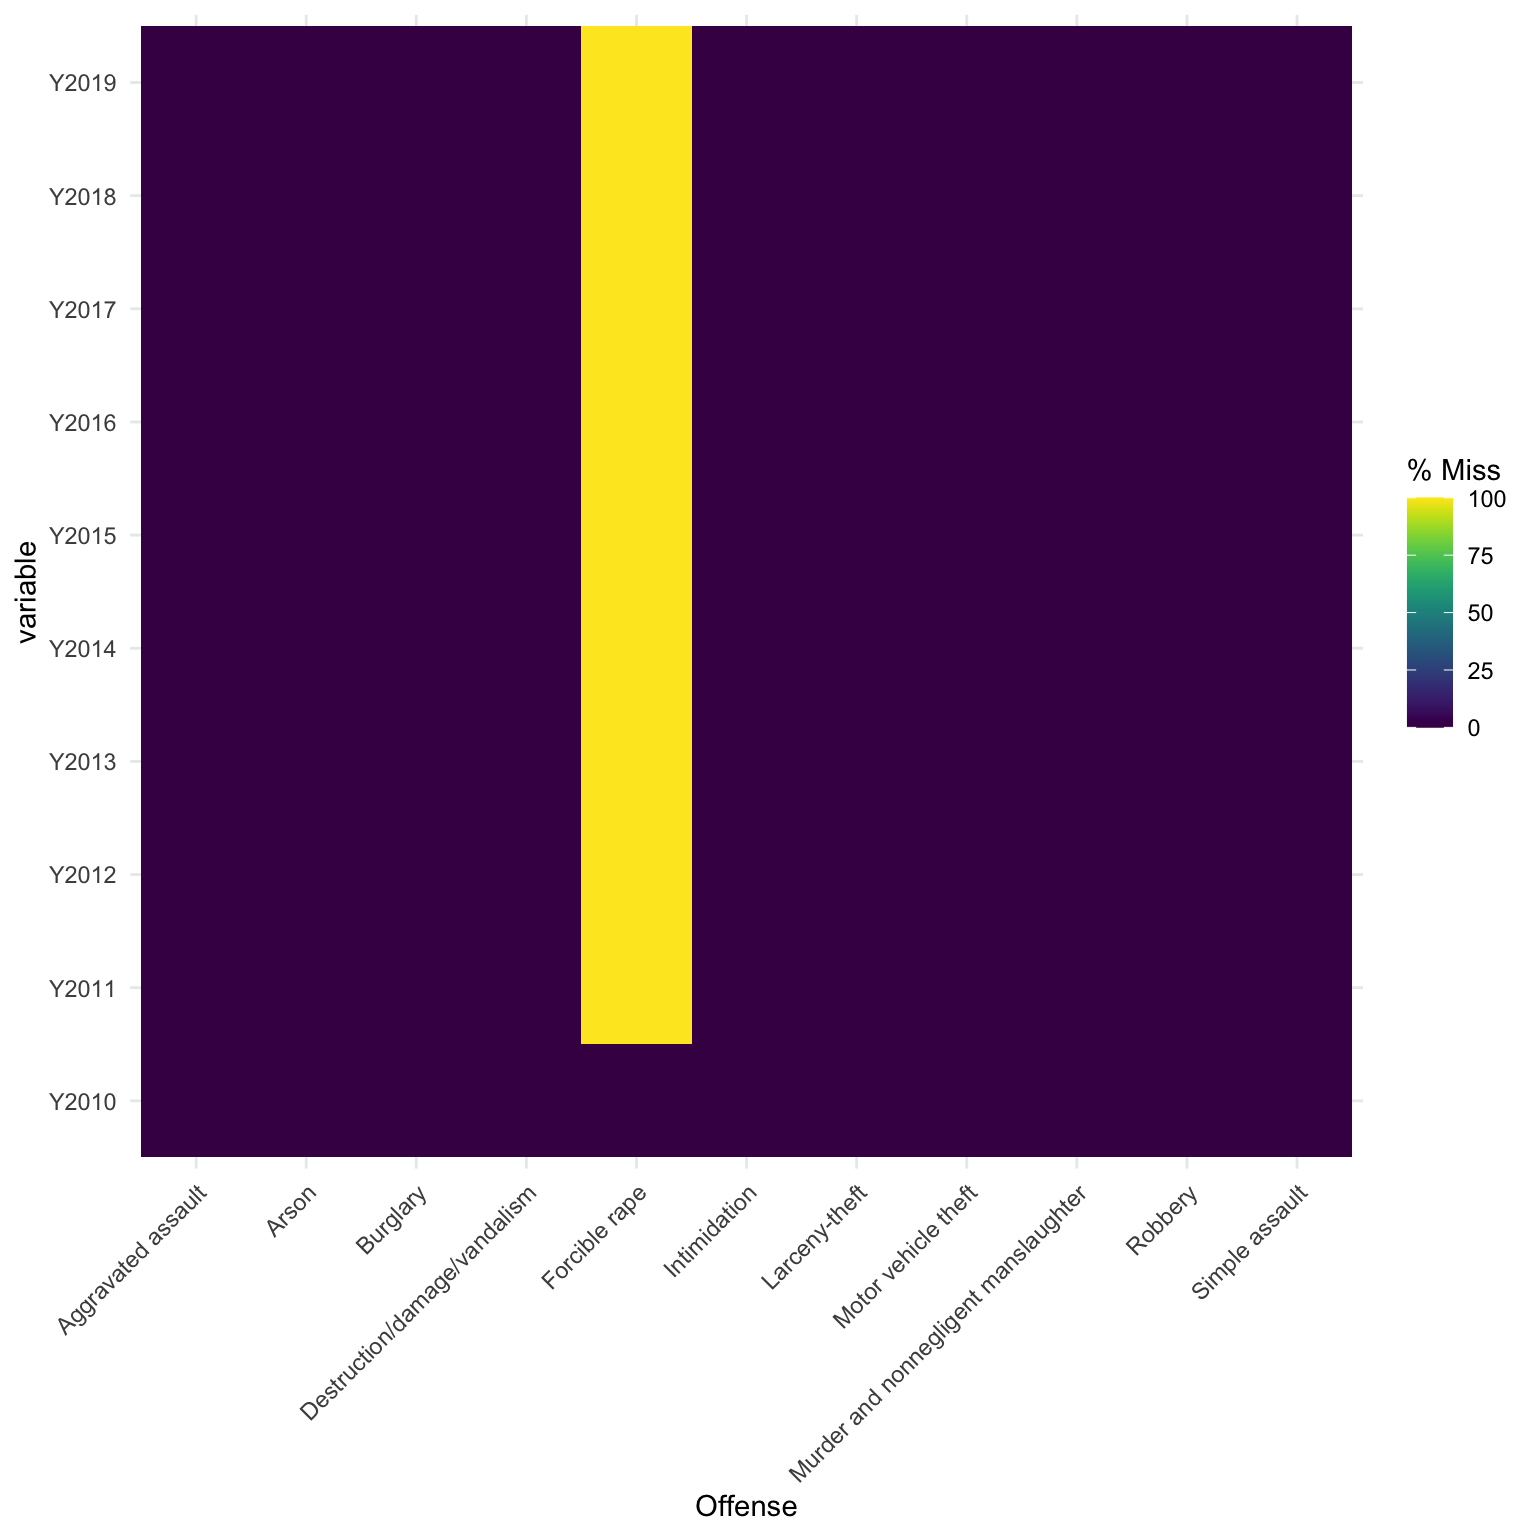 Y2019
Y2018
Y2017
Y2016
Y2015
Y2014
Y2013
Y2012
Y2011
Y2010
variable
Aggravated assault
Arson
Burglary
Destruction/damage/vandalism
Forcible rape
Intimidation
Larceny-theft
Motor vehicle theft
Murder and nonnegligent manslaughter
Robbery
Simple assault
Offense
% Miss
100
75
50
25
0